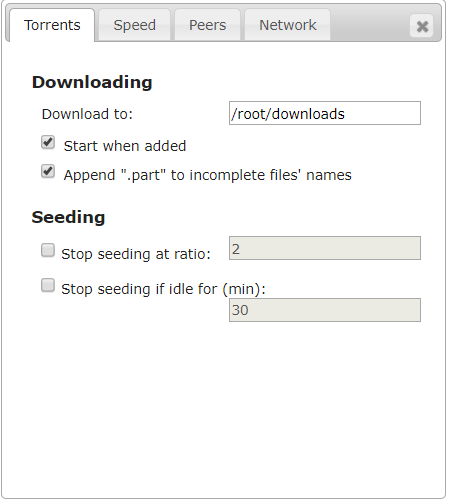 Torrents Speed Peers Network
Downloading
Download to: /root/downloads
Start when added
Append ".part" to incomplete files' names
Seeding
Stop seeding at ratio: 2
Stop seeding if idle for (min):
30